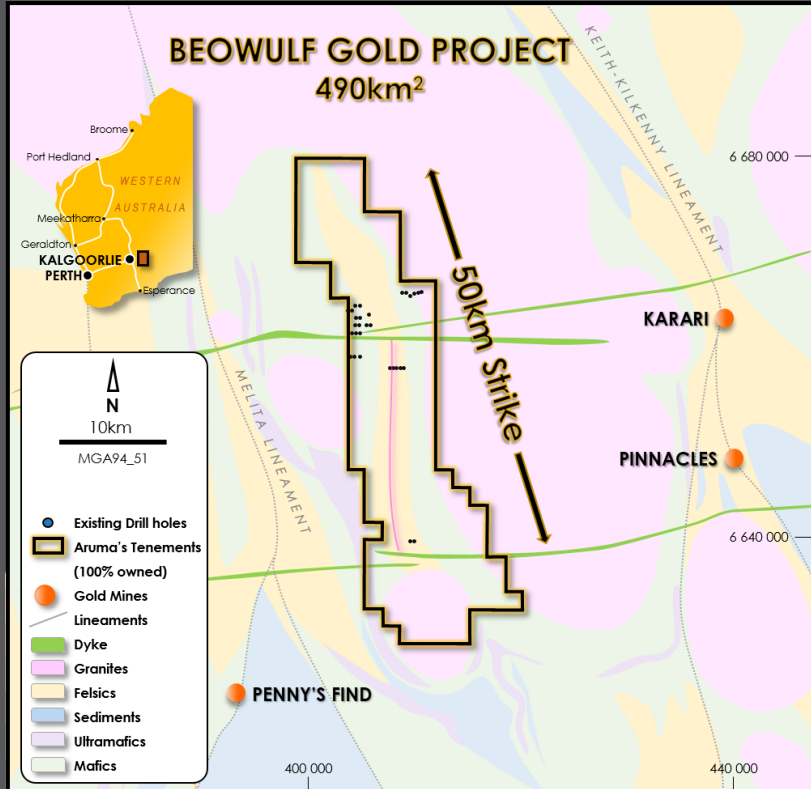 BEOWULF GOLD PROJECT
490km²
Broome
Port Hedland
WESTERN
AUSTRALIA
Meekatharra
Geraldton
KALGOORLIE
PERTH
Esperance
KEITH-KILKENNY LINEAMENT
6 680 000
50km Strike
KARARI
MELITA LINEAMENT
PINNACLES
6 640 000
N
10km
MGA94_51
Existing Drill holes
Aruma's Tenements
(100% owned)
Gold Mines
Lineaments
Dyke
Granites
Felsics
Sediments
Ultramafics
Mafics
PENNY'S FIND
400 000
440 000